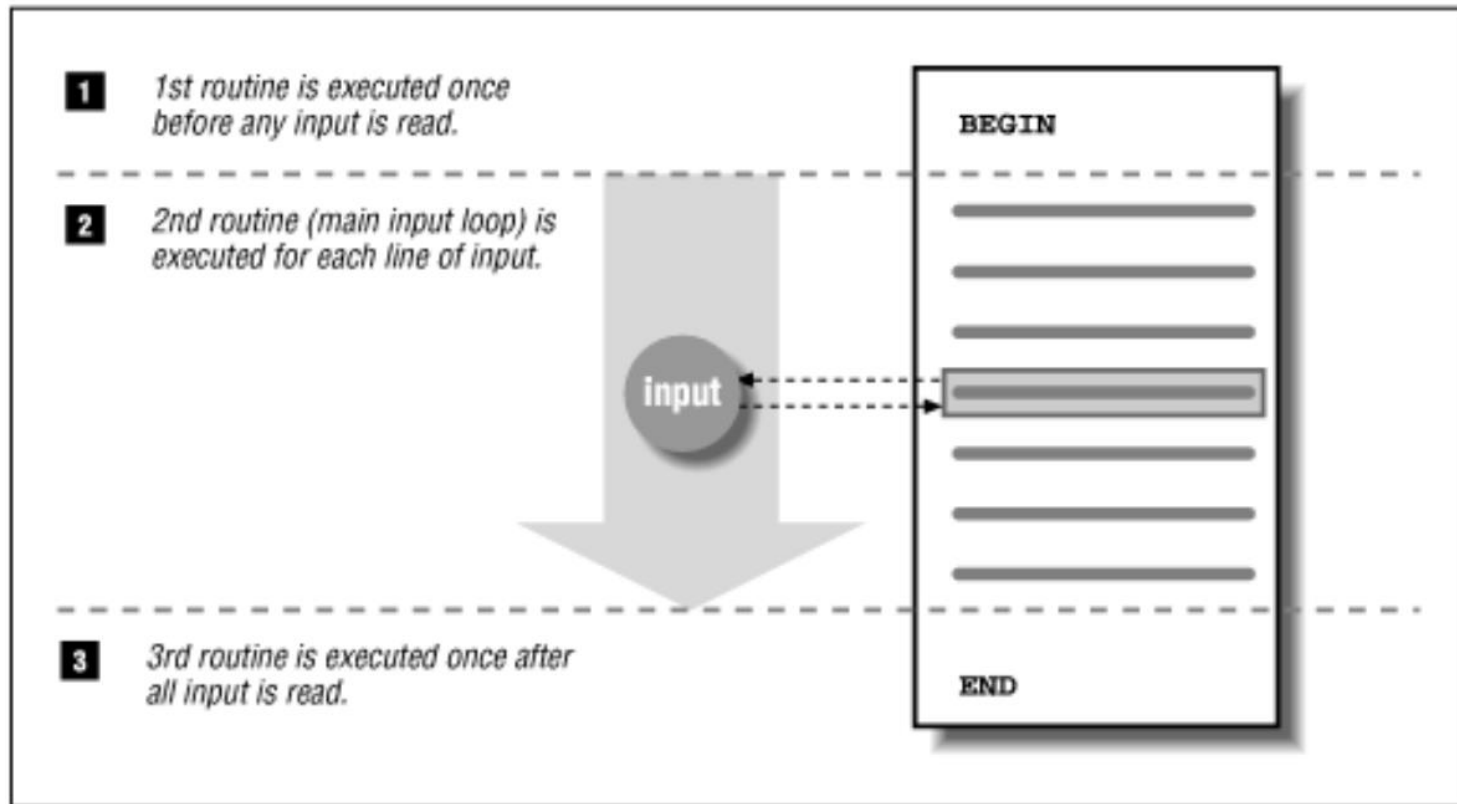 1
1st routine is executed once
before any input is read.
BEGIN
2
2nd routine (main input loop) is
executed for each line of input.
input
3
3rd routine is executed once after
all input is read.
END